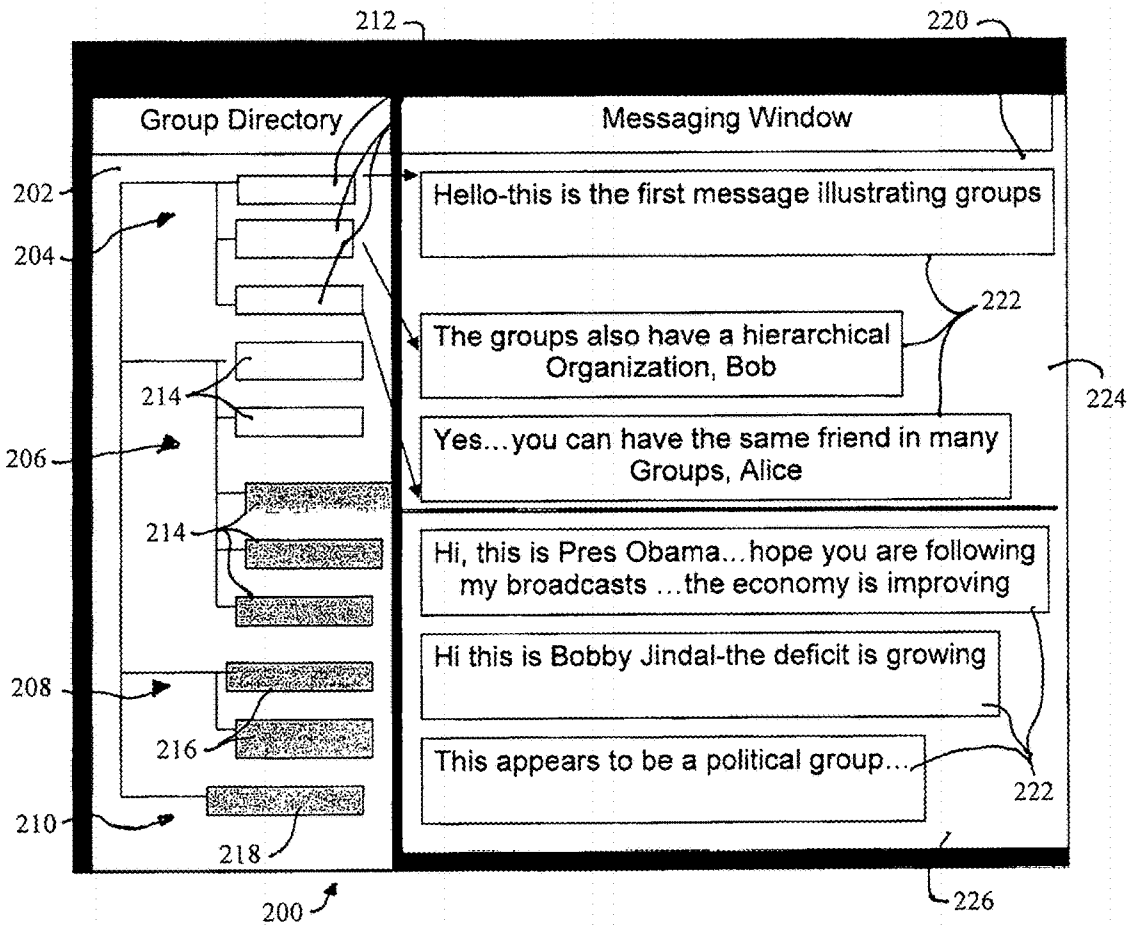 212
220
Group Directory
Messaging Window
202
Hello-this is the first message illustrating groups
204
222
The groups also have a hierarchical
Organization, Bob
214
224
206
Yes...you can have the same friend in many
Groups, Alice
214
Hi, this is Pres Obama...hope you are following
my broadcasts ...the economy is improving
208
Hi this is Bobby Jindal-the deficit is growing
216
This appears to be a political group...
222
210
218
200
226